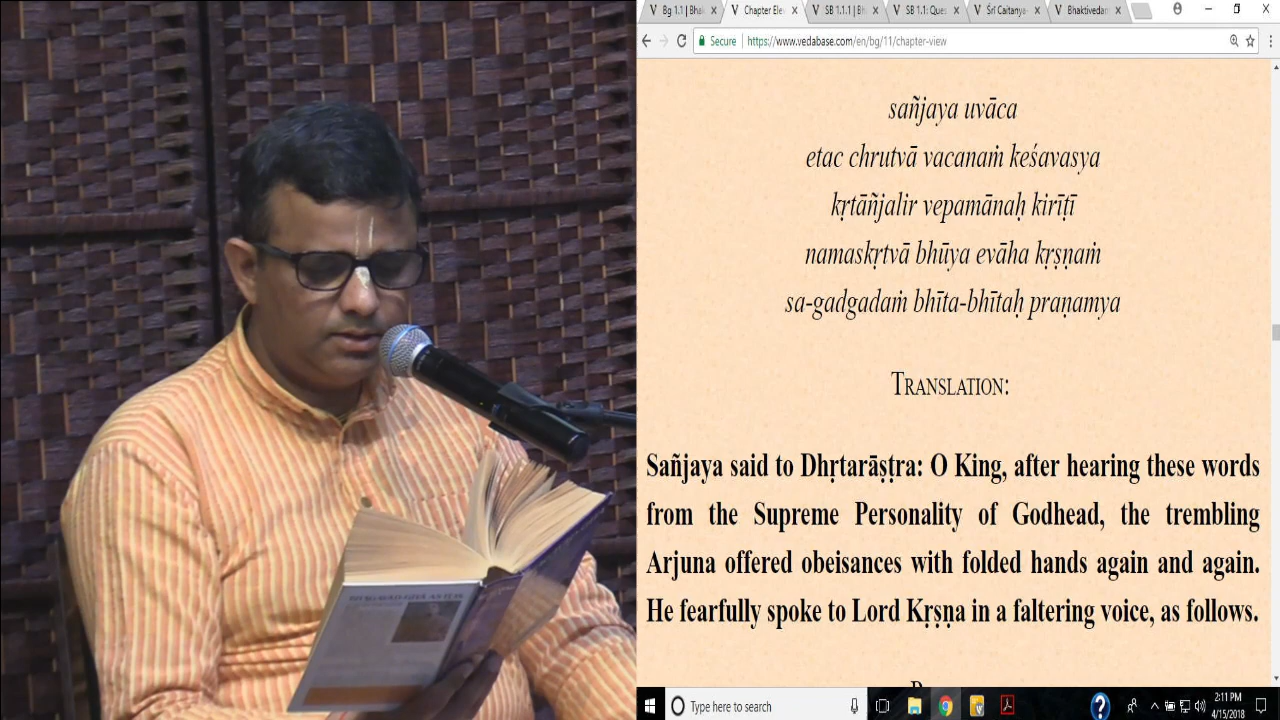 Bg 1.1 | Bha
Chapter Ele
SB 1.1.1 | Bh
SB 1.1: Ques
Śrī Caitanya-
Bhaktivedan
Secure
https://www.vedabase.com/en/bg/11/chapter-view
sañjaya uvāca
etac chrutvā vacanaṁ keśavasya
kṛtāñjalir vepamānaḥ kirīṭī
namaskṛtvā bhūya evāha kṛṣṇaṁ
sa-gadgadaṁ bhīta-bhītaḥ praṇamya
Translation:
Sañjaya said to Dhṛtarāṣṭra: O King, after hearing these words
from the Supreme Personality of Godhead, the trembling
Arjuna offered obeisances with folded hands again and again.
He fearfully spoke to Lord Kṛṣṇa in a faltering voice, as follows.
Type here to search
2:11 PM
4/15/2018